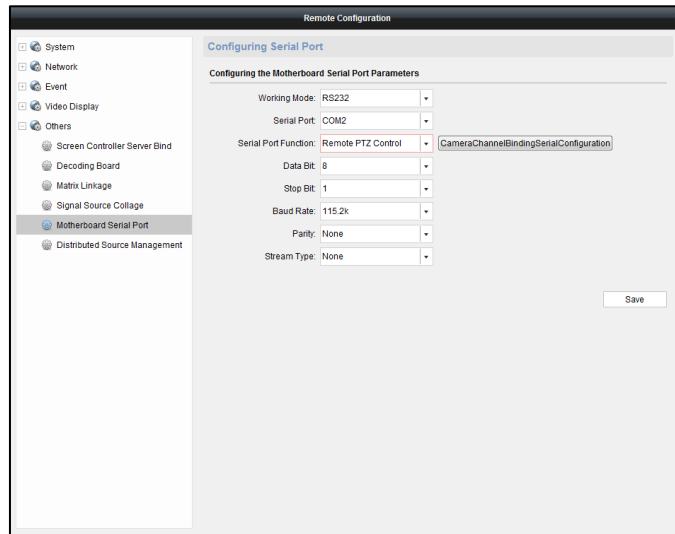 Remote Configuration
System
Network
Event
Video Display
Others
Screen Controller Server Bind
Decoding Board
Matrix Linkage
Signal Source Collage
Motherboard Serial Port
Distributed Source Management
Configuring Serial Port
Configuring the Motherboard Serial Port Parameters
Working Mode: RS232
Serial Port: COM2
Serial Port Function: Remote PTZ Control CameraChannelBindingSerialConfiguration
Data Bit: 8
Stop Bit: 1
Baud Rate: 115.2k
Parity: None
Stream Type: None
Save